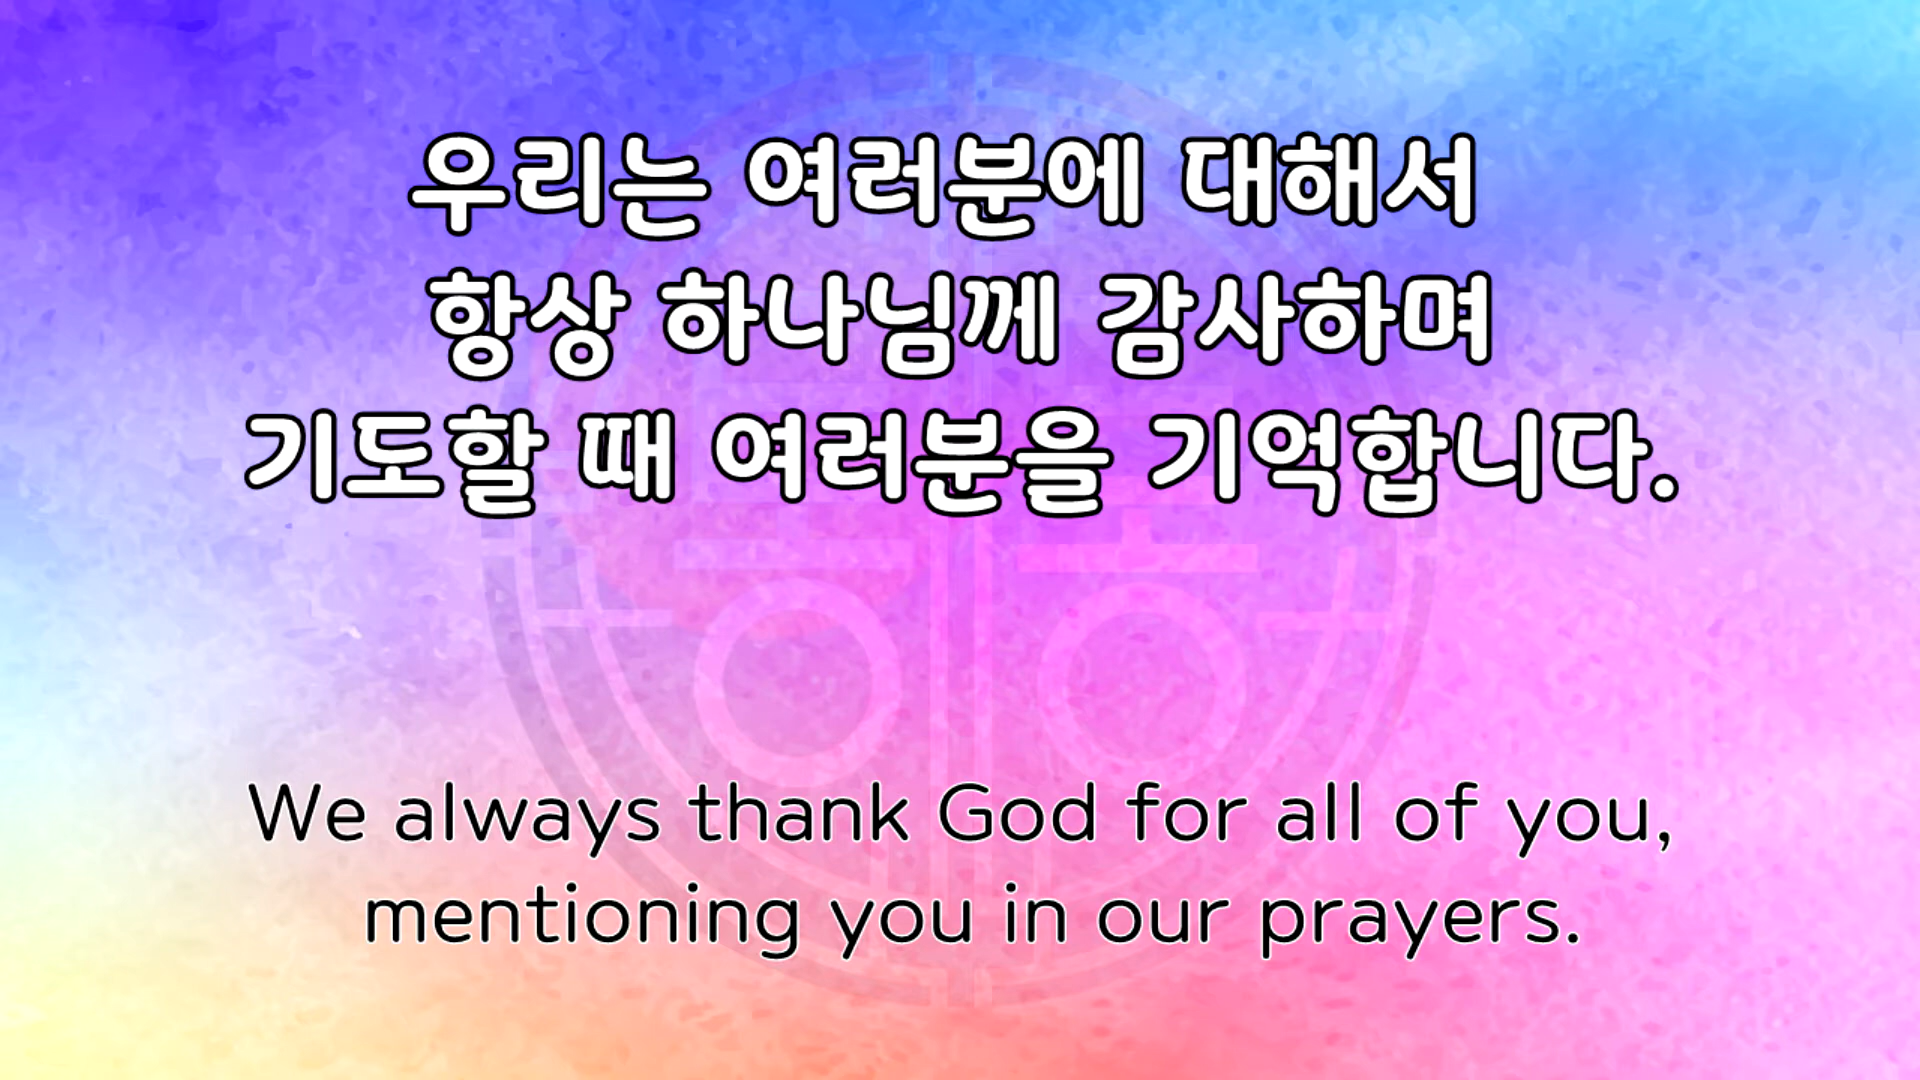 우리는 여러분에 대해서
항상 하나님께 감사하며
기도할 때 여러분을 기억합니다.
We always thank God for all of you,
mentioning you in our prayers.